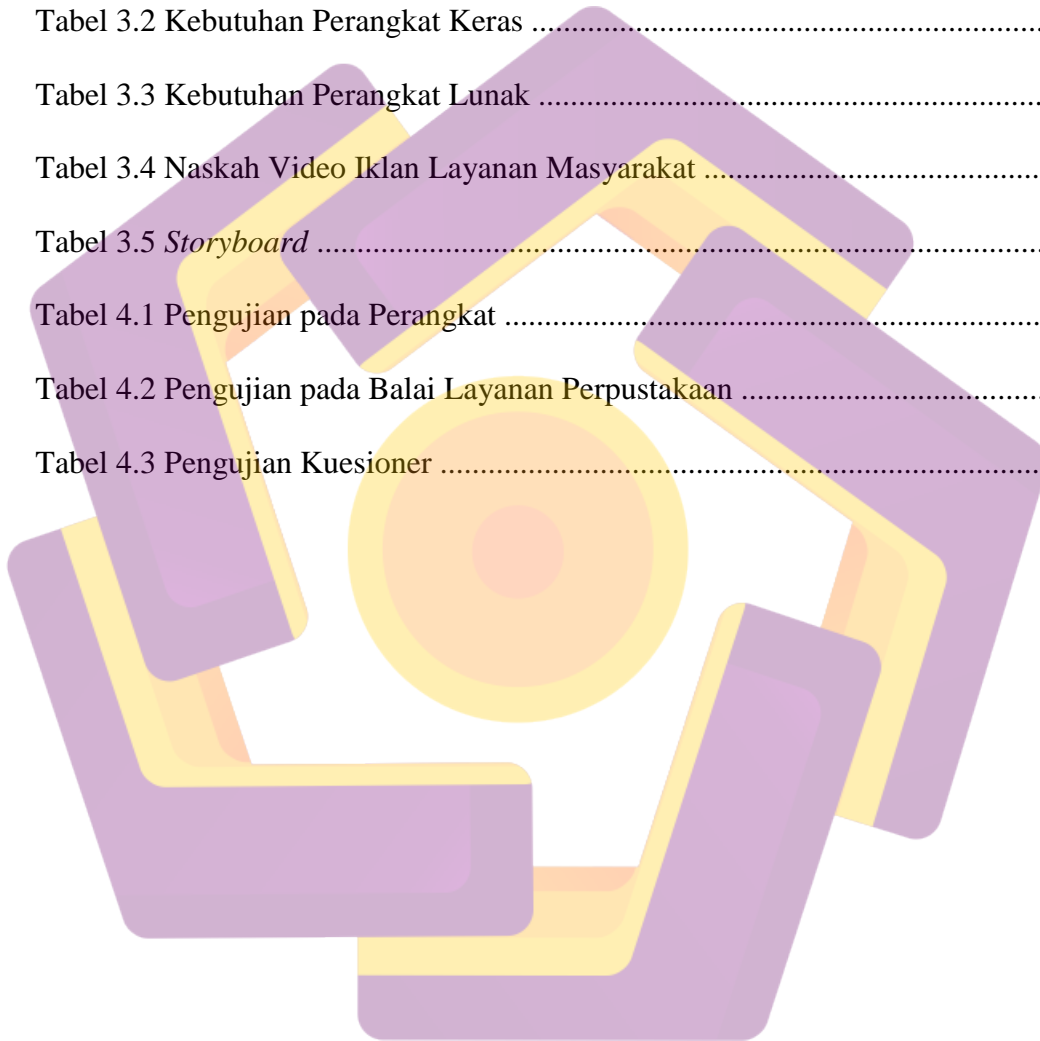 Tabel 3.2 Kebutuhan Perangkat Keras ..........................................................
Tabel 3.3 Kebutuhan Perangkat Lunak .........................................................
Tabel 3.4 Naskah Video Iklan Layanan Masyarakat ......................................
Tabel 3.5 Storyboard .....................................................................................
Tabel 4.1 Pengujian pada Perangkat .............................................................
Tabel 4.2 Pengujian pada Balai Layanan Perpustakaan ..................................
Tabel 4.3 Pengujian Kuesioner .....................................................................